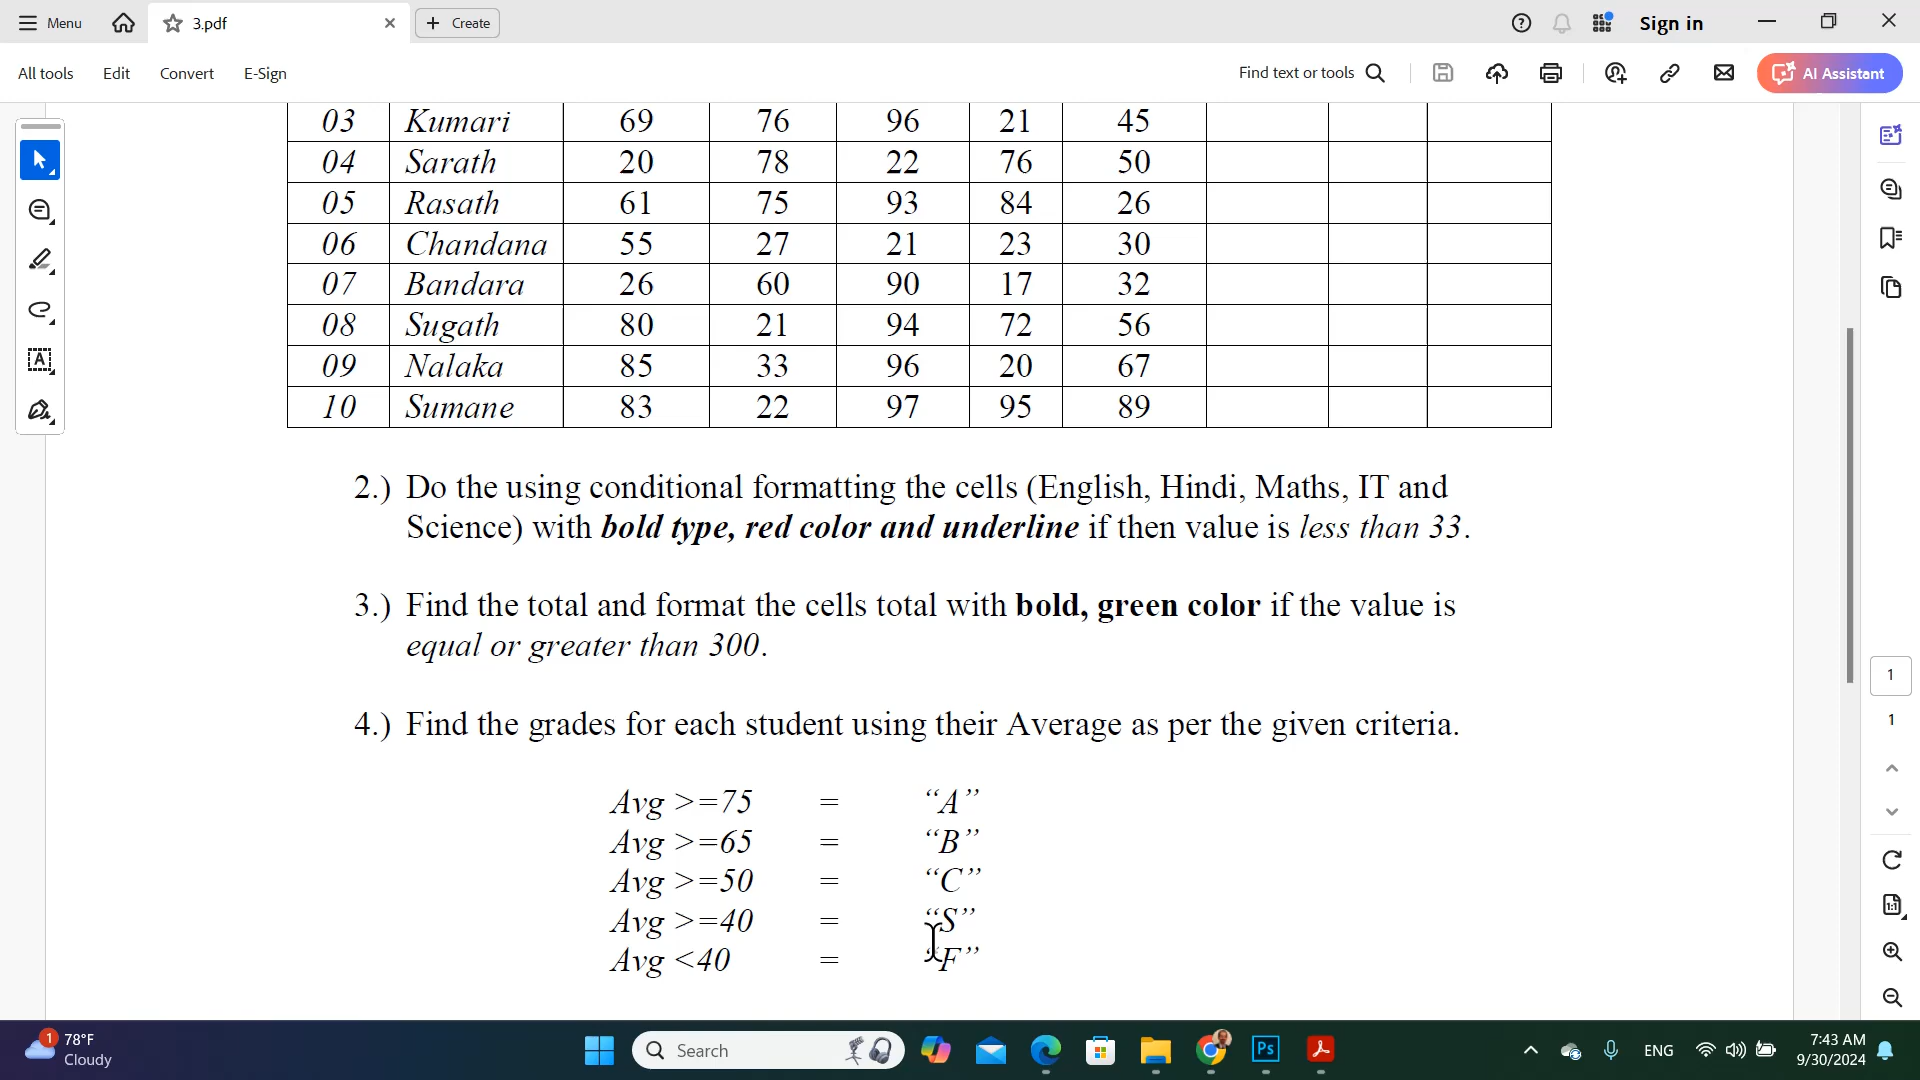 Menu
3.pdf
Create
Sign in
All tools
Edit
Convert
E-Sign
Find text or tools
AI Assistant
03 Kumari 69 76 96 21 45
04 Sarath 20 78 22 76 50
05 Rasath 61 75 93 84 26
06 Chandana 55 27 21 23 30
07 Bandara 26 60 90 17 32
08 Sugath 80 21 94 72 56
09 Nalaka 85 33 96 20 67
10 Sumane 83 22 97 95 89
2.) Do the using conditional formatting the cells (English, Hindi, Maths, IT and
Science) with bold type, red color and underline if then value is less than 33.
3.) Find the total and format the cells total with bold, green color if the value is
equal or greater than 300.
4.) Find the grades for each student using their Average as per the given criteria.
Avg >=75 = “A”
Avg >=65 = “B”
Avg >=50 = “C”
Avg >=40 = “S”
Avg <40 = “F”
1
1
1
78°F
Cloudy
Search
Ps
ENG
7:43 AM
9/30/2024